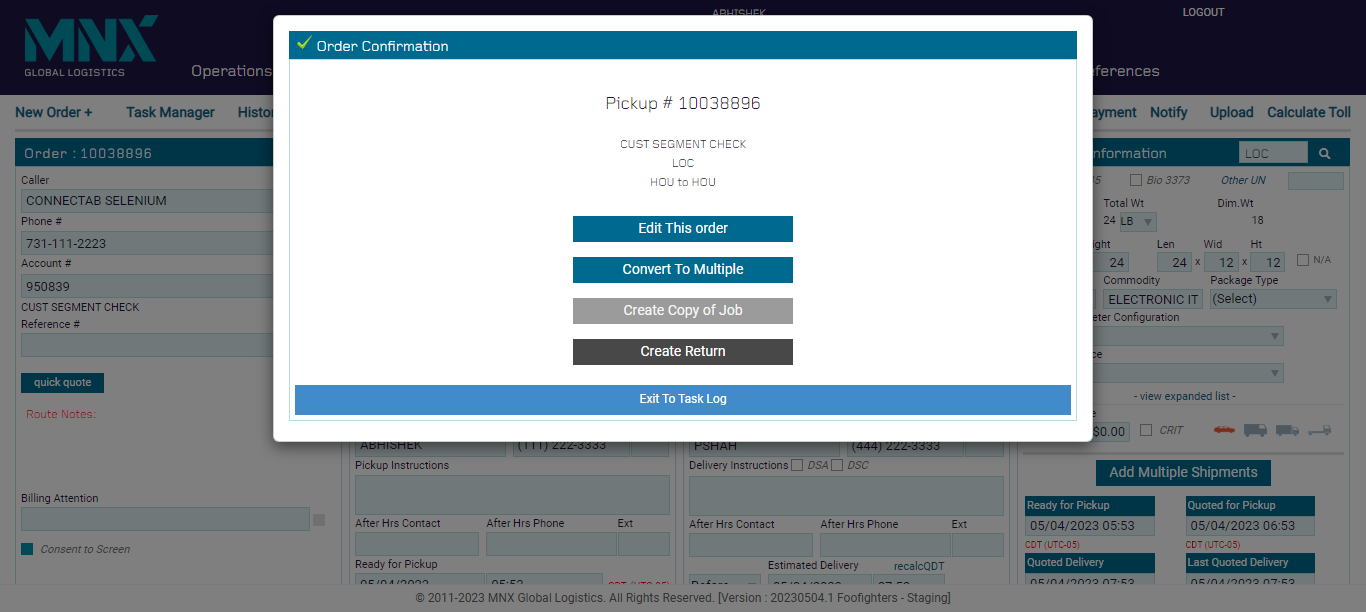 MNX
GLOBAL LOGISTICS
ABHISHEK
LOGOUT
Operations
ferences
New Order +
Task Manager
Histor
ayment
Notify
Upload
Calculate Toll
Order Confirmation
Pickup # 10038896
CUST SEGMENT CHECK
LOC
HOU to HOU
Edit This order
Convert To Multiple
Create Copy of Job
Create Return
Exit To Task Log
Order : 10038896
Caller
CONNECTAB SELENIUM
Phone #
731-111-2223
Account #
950839
CUST SEGMENT CHECK
Reference #
quick quote
Route Notes:
Billing Attention
Consent to Screen
ABHISHEK
(111) 222-3333
Pickup Instructions
After Hrs Contact
After Hrs Phone
Ext
Ready for Pickup
05/04/2023
05:53
CDT (UTC-05)
PSHAH
(444) 222-3333
Delivery Instructions
DSA
DSC
After Hrs Contact
After Hrs Phone
Ext
Estimated Delivery
recalcQDT
Before
05/04/2023
07:53
nformation
LOC
Bio 3373
Other UN
Total Wt
Dim.Wt
24 LB
18
ght
Len
Wid
Ht
24
24 x 12 x 12
N/A
Commodity
Package Type
ELECTRONIC IT
(Select)
eter Configuration
ce
- view expanded list -
e
$0.00
CRIT
Add Multiple Shipments
Ready for Pickup
Quoted for Pickup
05/04/2023 05:53
05/04/2023 06:53
CDT (UTC-05)
CDT (UTC-05)
Quoted Delivery
Last Quoted Delivery
05/04/2023 07:53
05/04/2023 07:53
© 2011-2023 MNX Global Logistics. All Rights Reserved. [Version : 20230504.1 Foofighters - Staging]